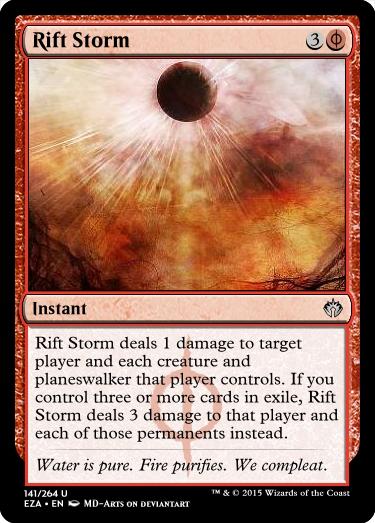 Rift Storm 3
Instant
Rift Storm deals 1 damage to target
player and each creature and
planeswalker that player controls. If you
control three or more cards in exile, Rift
Storm deals 3 damage to that player and
each of those permanents instead.
Water is pure. Fire purifies. We compleat.
141/264 U
™ & © 2015 Wizards of the Coast
EZA • EN MD-Arts on deviantart